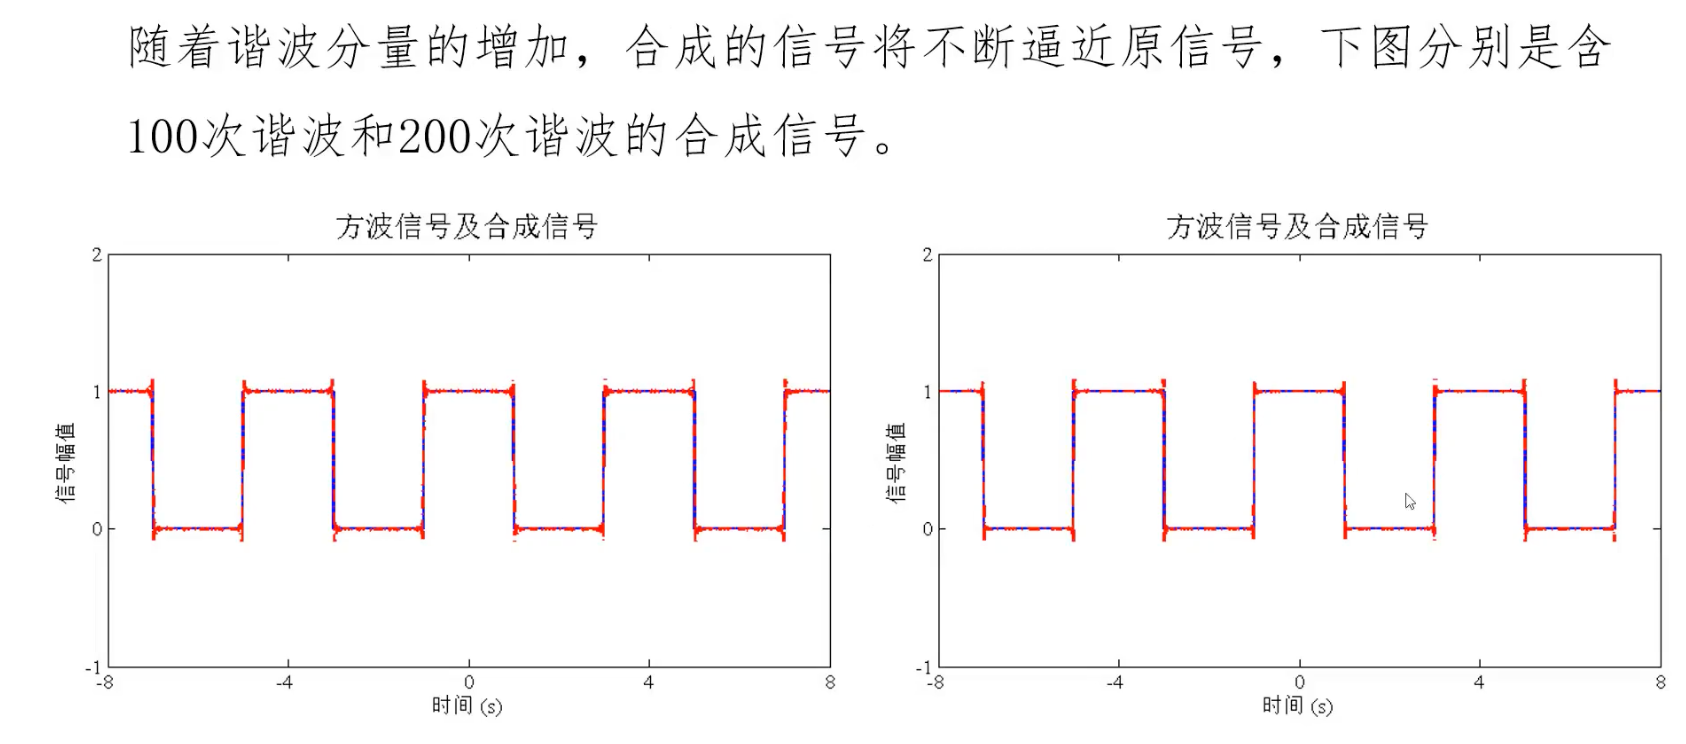 随着谐波分量的增加，合成的信号将不断逼近原信号，下图分别是含
100次谐波和200次谐波的合成信号。
方波信号及合成信号
2
1
0
-1
信号幅值
-8
-4
0
4
8
时间 (s)
方波信号及合成信号
2
1
0
-1
信号幅值
-8
-4
0
4
8
时间 (s)